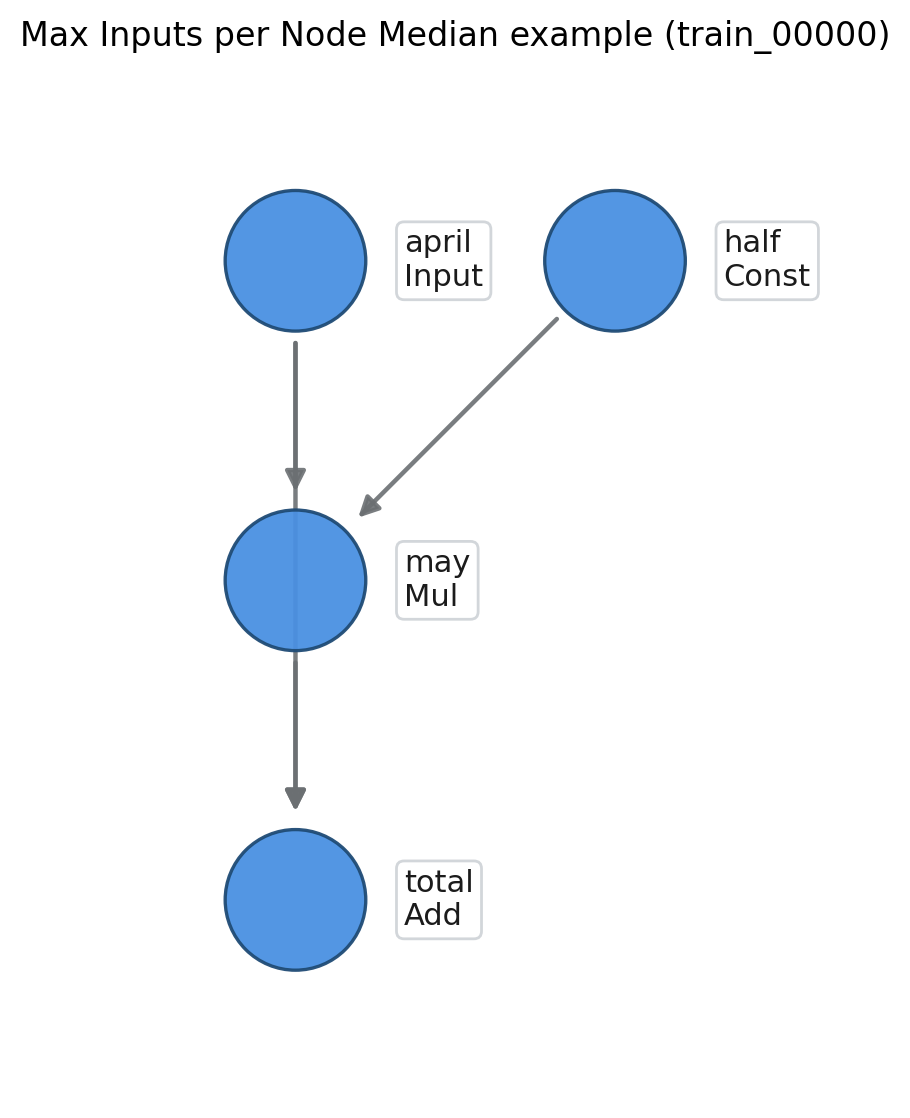 Max Inputs per Node Median example (train_00000)
april
Input
half
Const
may
Mul
total
Add